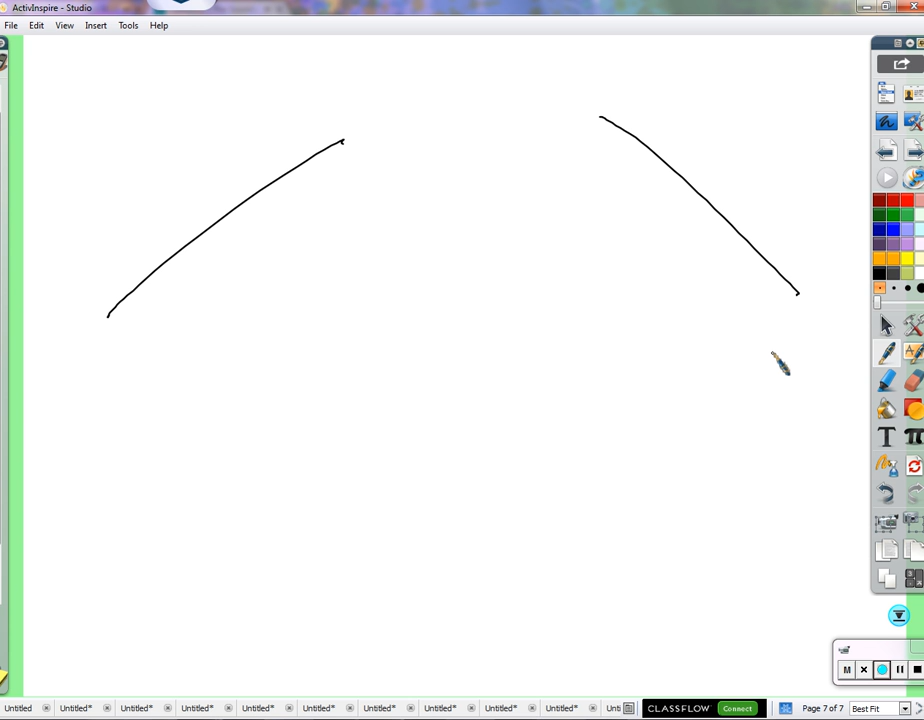 ActivInspire - Studio
File Edit View Insert Tools Help
M
Untitled Untitled* Untitled* Untitled* Untitled* Untitled* Untitled* Untitled* Untitled* Untitled* Unti CLASSFLOW Connect Page 7 of 7 Best Fit